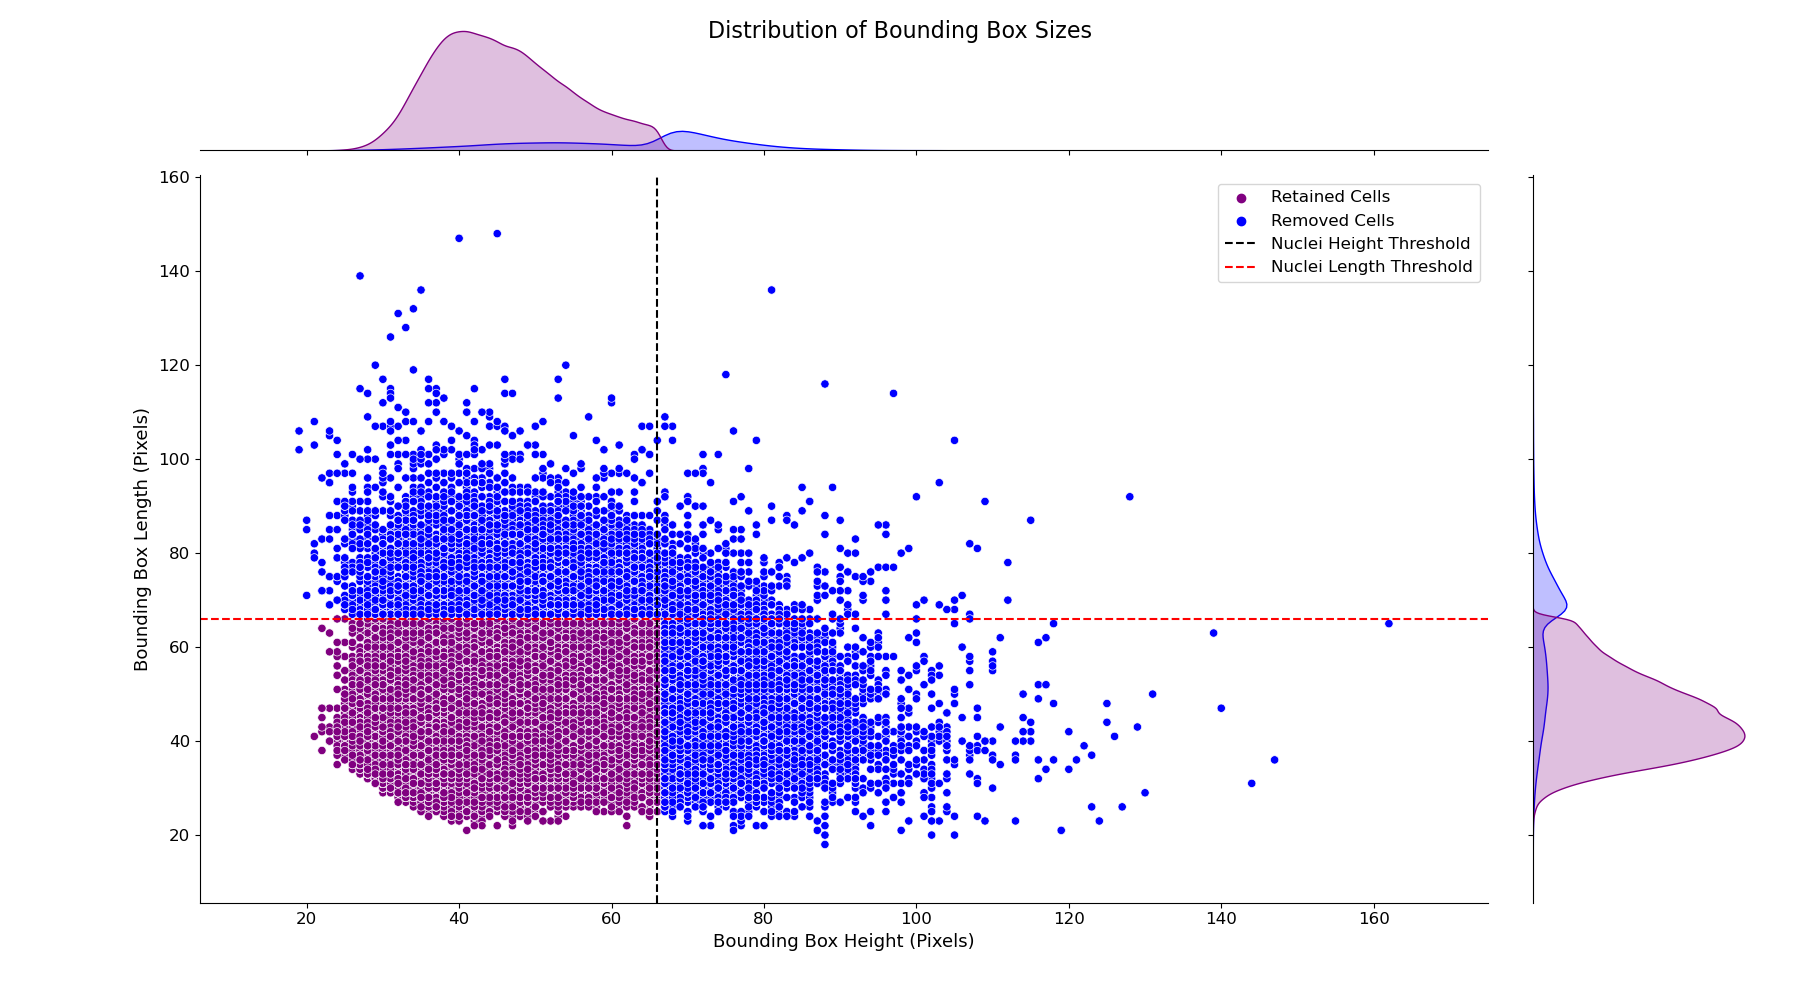 Distribution of Bounding Box Sizes
Retained Cells
Removed Cells
Nuclei Height Threshold
Nuclei Length Threshold
Bounding Box Length (Pixels)
160
140
120
100
80
60
40
20
20 40 60 80 100 120 140 160
Bounding Box Height (Pixels)